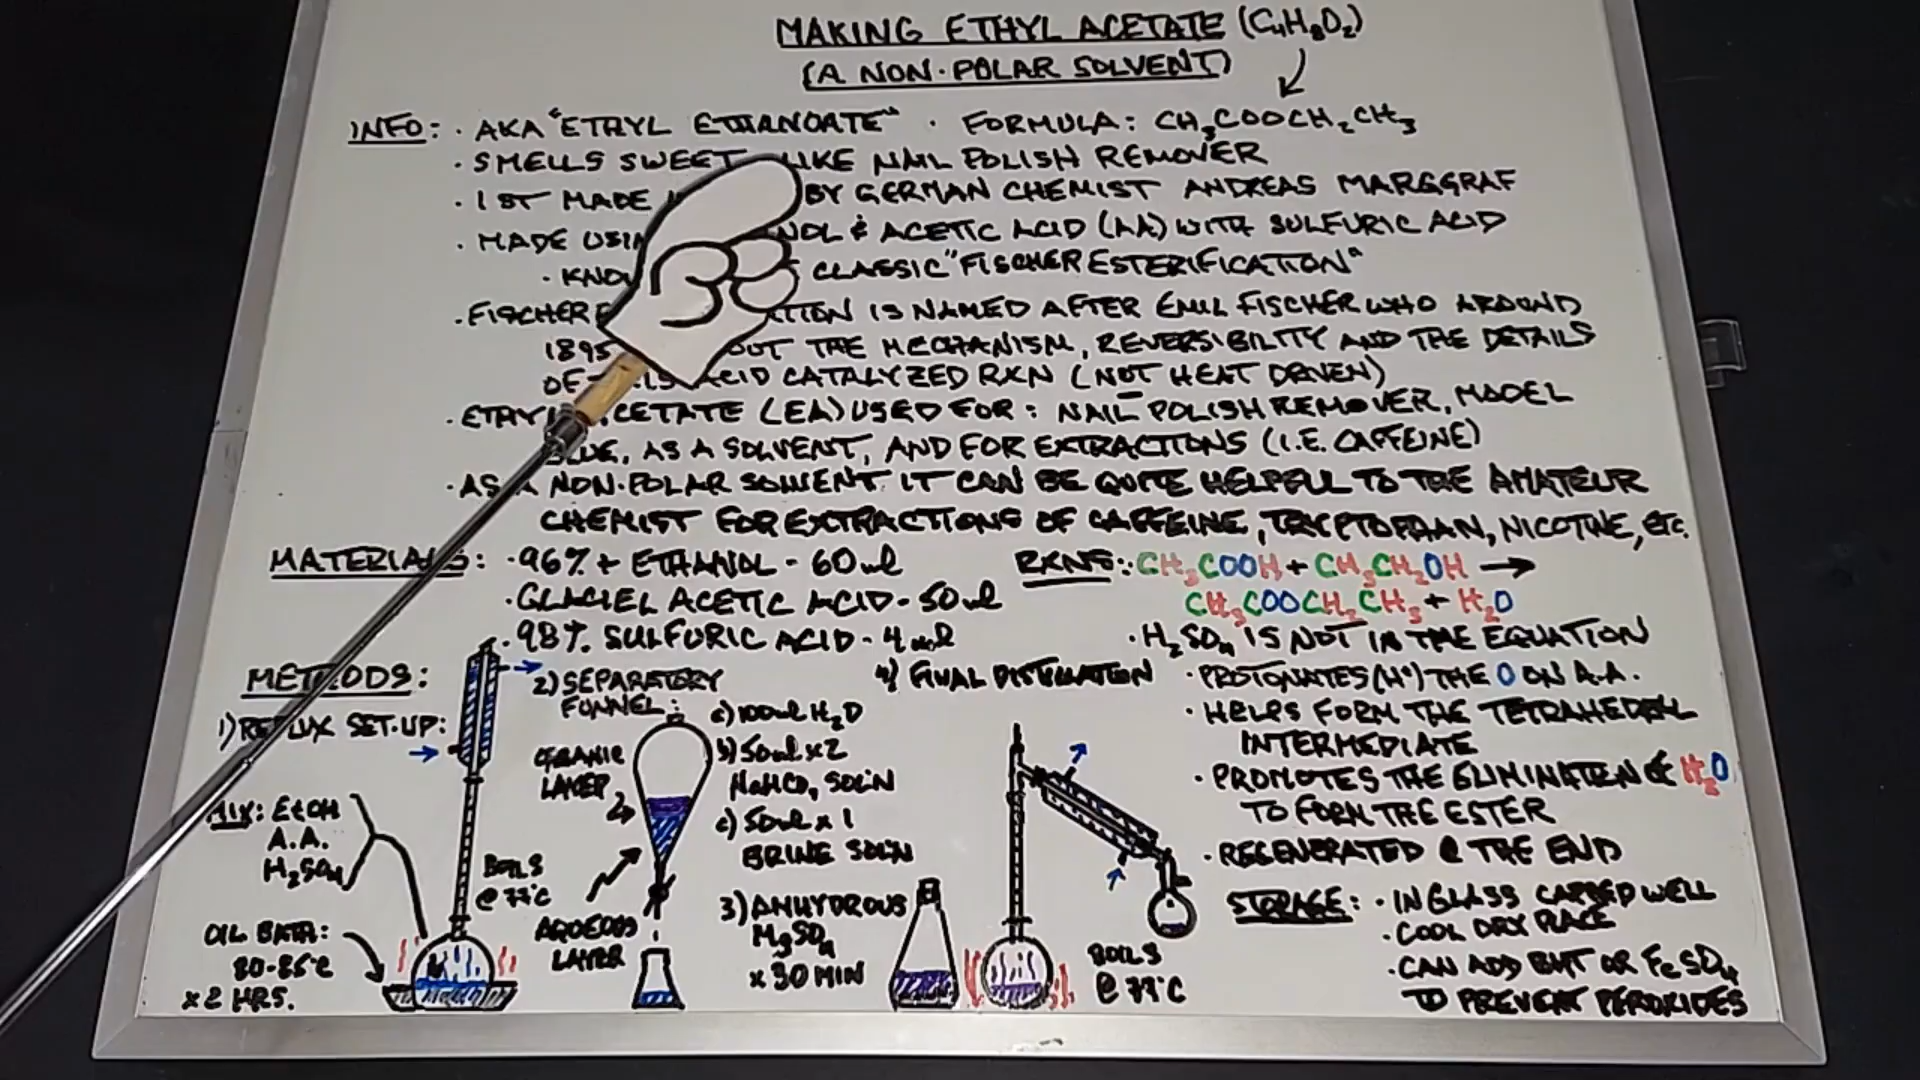 MAKING ETHYL ACETATE (C4H8O2)
(A NON-POLAR SOLVENT)
INFO: · AKA "ETHYL ETHANOATE" · FORMULA: CH3COOCH2CH3
· SMELLS SWEET LIKE NAIL POLISH REMOVER
· 1ST MADE BY GERMAN CHEMIST ANDREAS MARGGRAF
· MADE & ACETIC ACID (AA) WITH SULFURIC ACID
· CLASSIC "FISCHER ESTERIFICATION"
· FISCHER IS NAMED AFTER EMIL FISCHER WHO AROUND
1895 THE MECHANISM, REVERSIBILITY AND THE DETAILS
OF ACID CATALYZED RXN (NOT HEAT DRIVEN)
· ETHYL ACETATE (EA) USED FOR: NAIL POLISH REMOVER, MODEL
GLUE, AS A SOLVENT, AND FOR EXTRACTIONS (I.E. CAFFEINE)
· AS A NON-POLAR SOLVENT IT CAN BE QUITE HELPFUL TO THE AMATEUR
CHEMIST FOR EXTRACTIONS OF CAFFEINE, TRYPTOPHAN, NICOTINE, ETC.
MATERIALS: · 96%+ ETHANOL - 60ml
· GLACIEL ACETIC ACID - 50ml
· 98% SULFURIC ACID - 4ml
RXNS: CH3COOH + CH3CH2OH →
CH3COOCH2CH3 + H2O
· H2SO4 IS NOT IN THE EQUATION
· PROTONATES (H+) THE O ON A.A.
· HELPS FORM THE TETRAHEDRAL
INTERMEDIATE
· PROMOTES THE ELIMINATION OF H2O
TO FORM THE ESTER
· REGENERATED @ THE END
METHODS:
1) REFLUX SET-UP:
MIX: EtOH
A.A.
H2SO4
OIL BATH:
80-85°C
x 2 HRS.
BOILS
@ 77°C
2) SEPARATORY
FUNNEL:
ORGANIC
LAYER
AQUEOUS
LAYER
a) 100ml H2O
b) 50ml x 2
NaHCO3 SOL'N
c) 50ml x 1
BRINE SOL'N
3) ANHYDROUS
MgSO4
x 30 MIN
4) FINAL DISTILLATION
BOILS
@ 77°C
STORAGE: · IN GLASS CAPPED WELL
· COOL DRY PLACE
· CAN ADD BHT OR FeSO4
TO PREVENT PEROXIDES